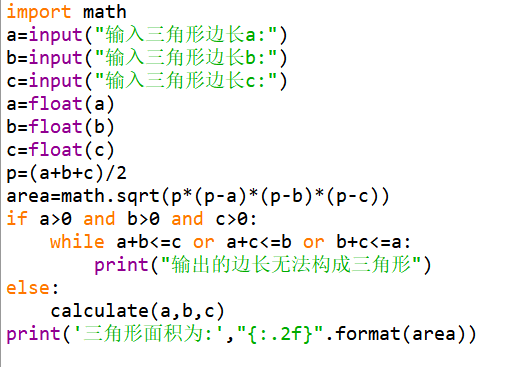 import math
a=input("输入三角形边长a:")
b=input("输入三角形边长b:")
c=input("输入三角形边长c:")
a=float(a)
b=float(b)
c=float(c)
p=(a+b+c)/2
area=math.sqrt(p*(p-a)*(p-b)*(p-c))
if a>0 and b>0 and c>0:
    while a+b<=c or a+c<=b or b+c<=a:
        print("输出的边长无法构成三角形")
else:
    calculate(a,b,c)
print('三角形面积为:',"{:.2f}".format(area))